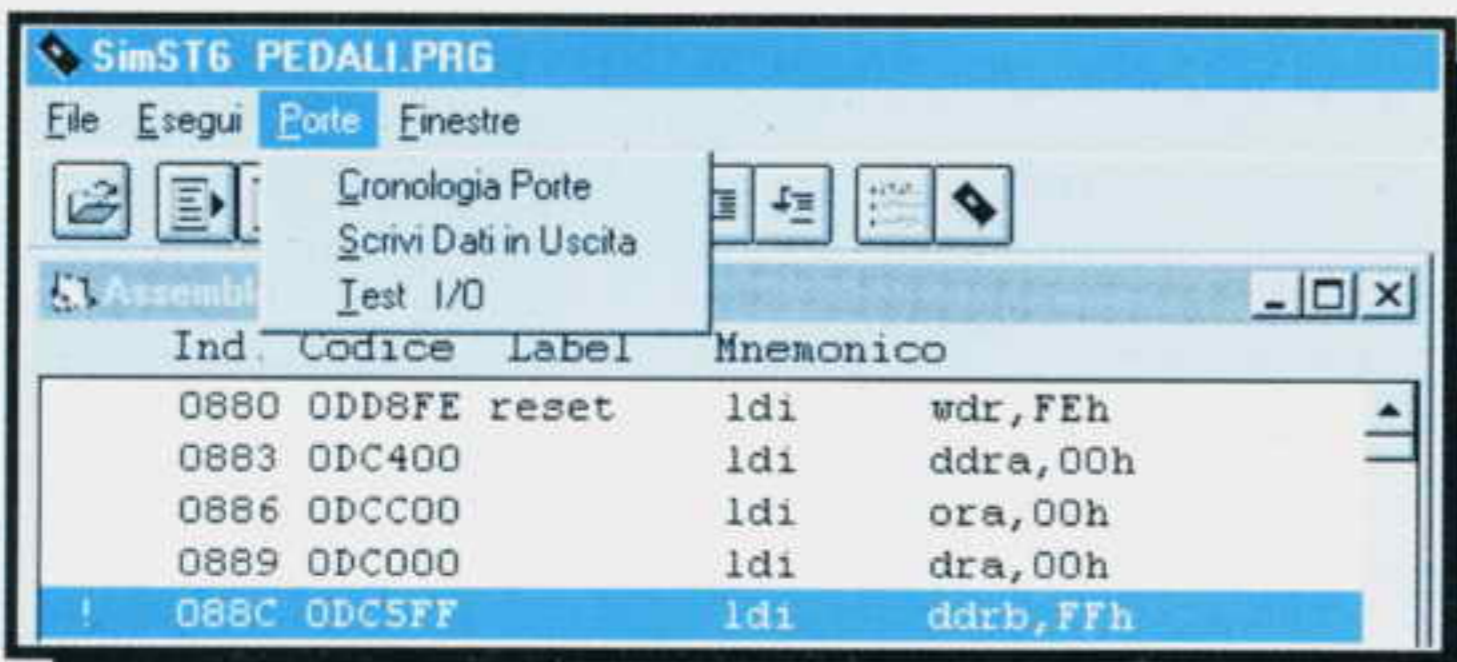 SimST6 PEDALI.PRG
File Esegui Porte Finestre
Cronologia Porte
Scrivi Dati in Uscita
Test I/O
Assembl
Ind. Codice Label Mnemonico
0880 0DD8FE reset ldi wdr,FEh
0883 0DC400 ldi ddra,00h
0886 0DCC00 ldi ora,00h
0889 0DC000 ldi dra,00h
! 088C 0DC5FF ldi ddrb,FFh